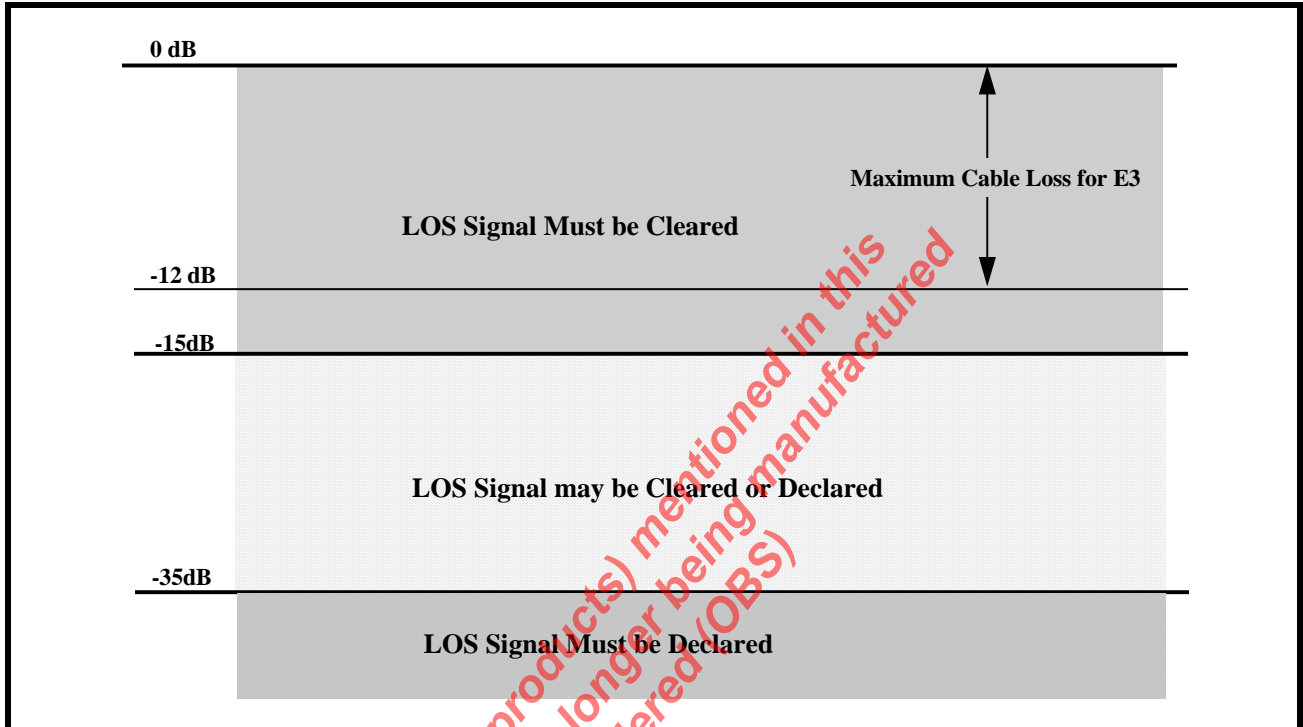 0 dB
Maximum Cable Loss for E3
LOS Signal Must be Cleared
-12 dB
-15dB
LOS Signal may be Cleared or Declared
-35dB
LOS Signal Must be Declared
products) mentioned in this
longer being manufactured
(OBS)